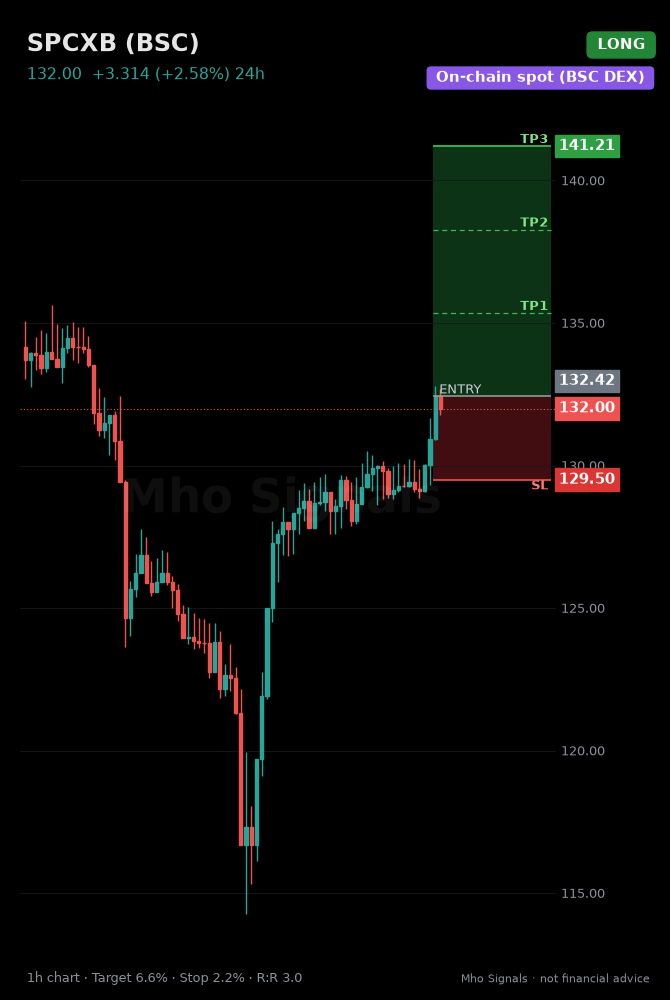 SPCXB (BSC)
LONG
132.00 +3.314 (+2.58%) 24h
On-chain spot (BSC DEX)
TP3
141.21
140.00
TP2
TP1
135.00
132.42
ENTRY
132.00
130.00
129.50
SL
Mho Signals
125.00
120.00
115.00
1h chart · Target 6.6% · Stop 2.2% · R:R 3.0
Mho Signals · not financial advice